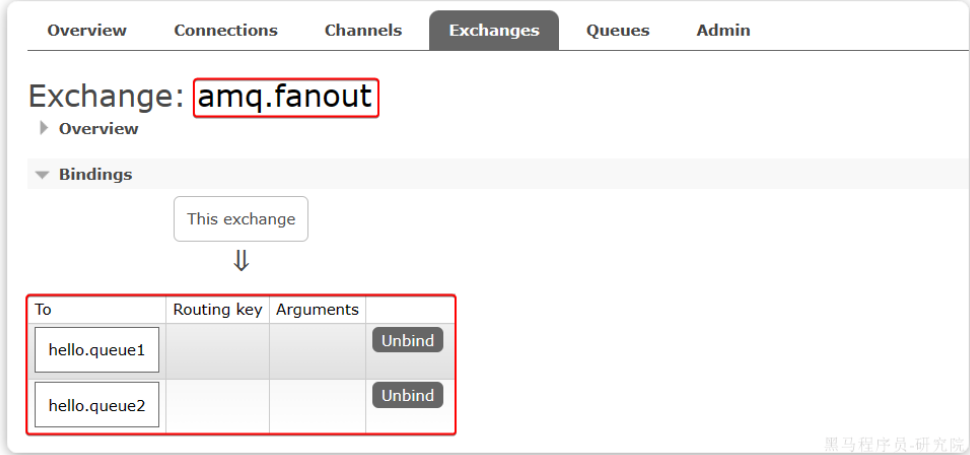 Overview Connections Channels Exchanges Queues Admin
Exchange: amq.fanout
Overview
Bindings
This exchange
To Routing key Arguments
hello.queue1 Unbind
hello.queue2 Unbind
黑马程序员-研究院